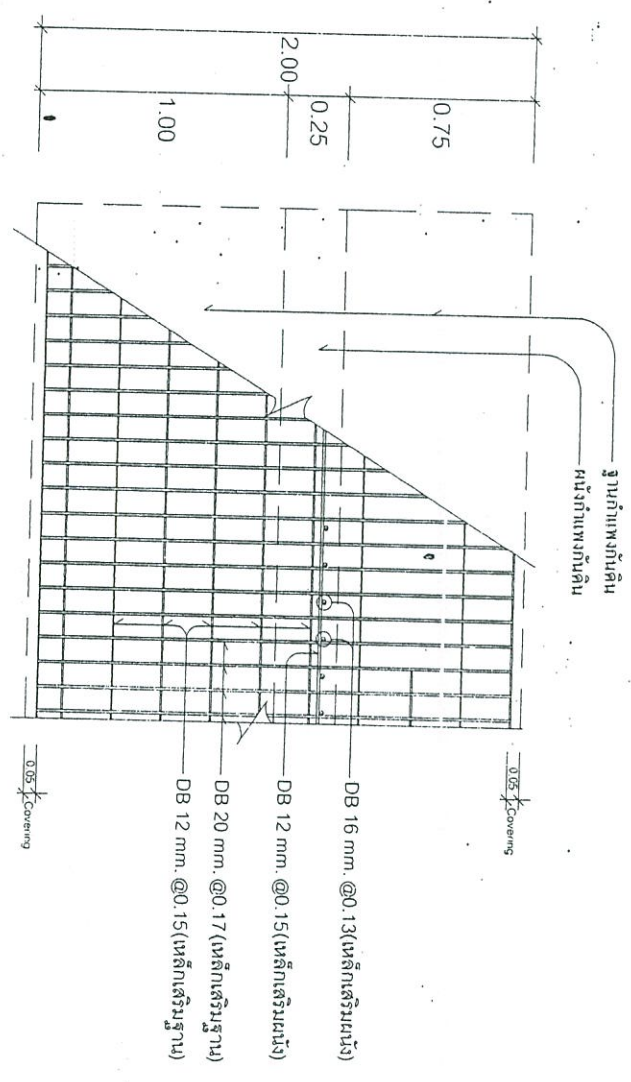 ฐานกำแพงกันดิน
ผนังกำแพงกันดิน
0.75
0.25
2.00
1.00
0.05
Covering
0.05
Covering
DB 16 mm. @0.13(เหล็กเสริมผนัง)
DB 12 mm. @0.15(เหล็กเสริมผนัง)
DB 20 mm. @0.17(เหล็กเสริมฐาน)
DB 12 mm. @0.15(เหล็กเสริมฐาน)